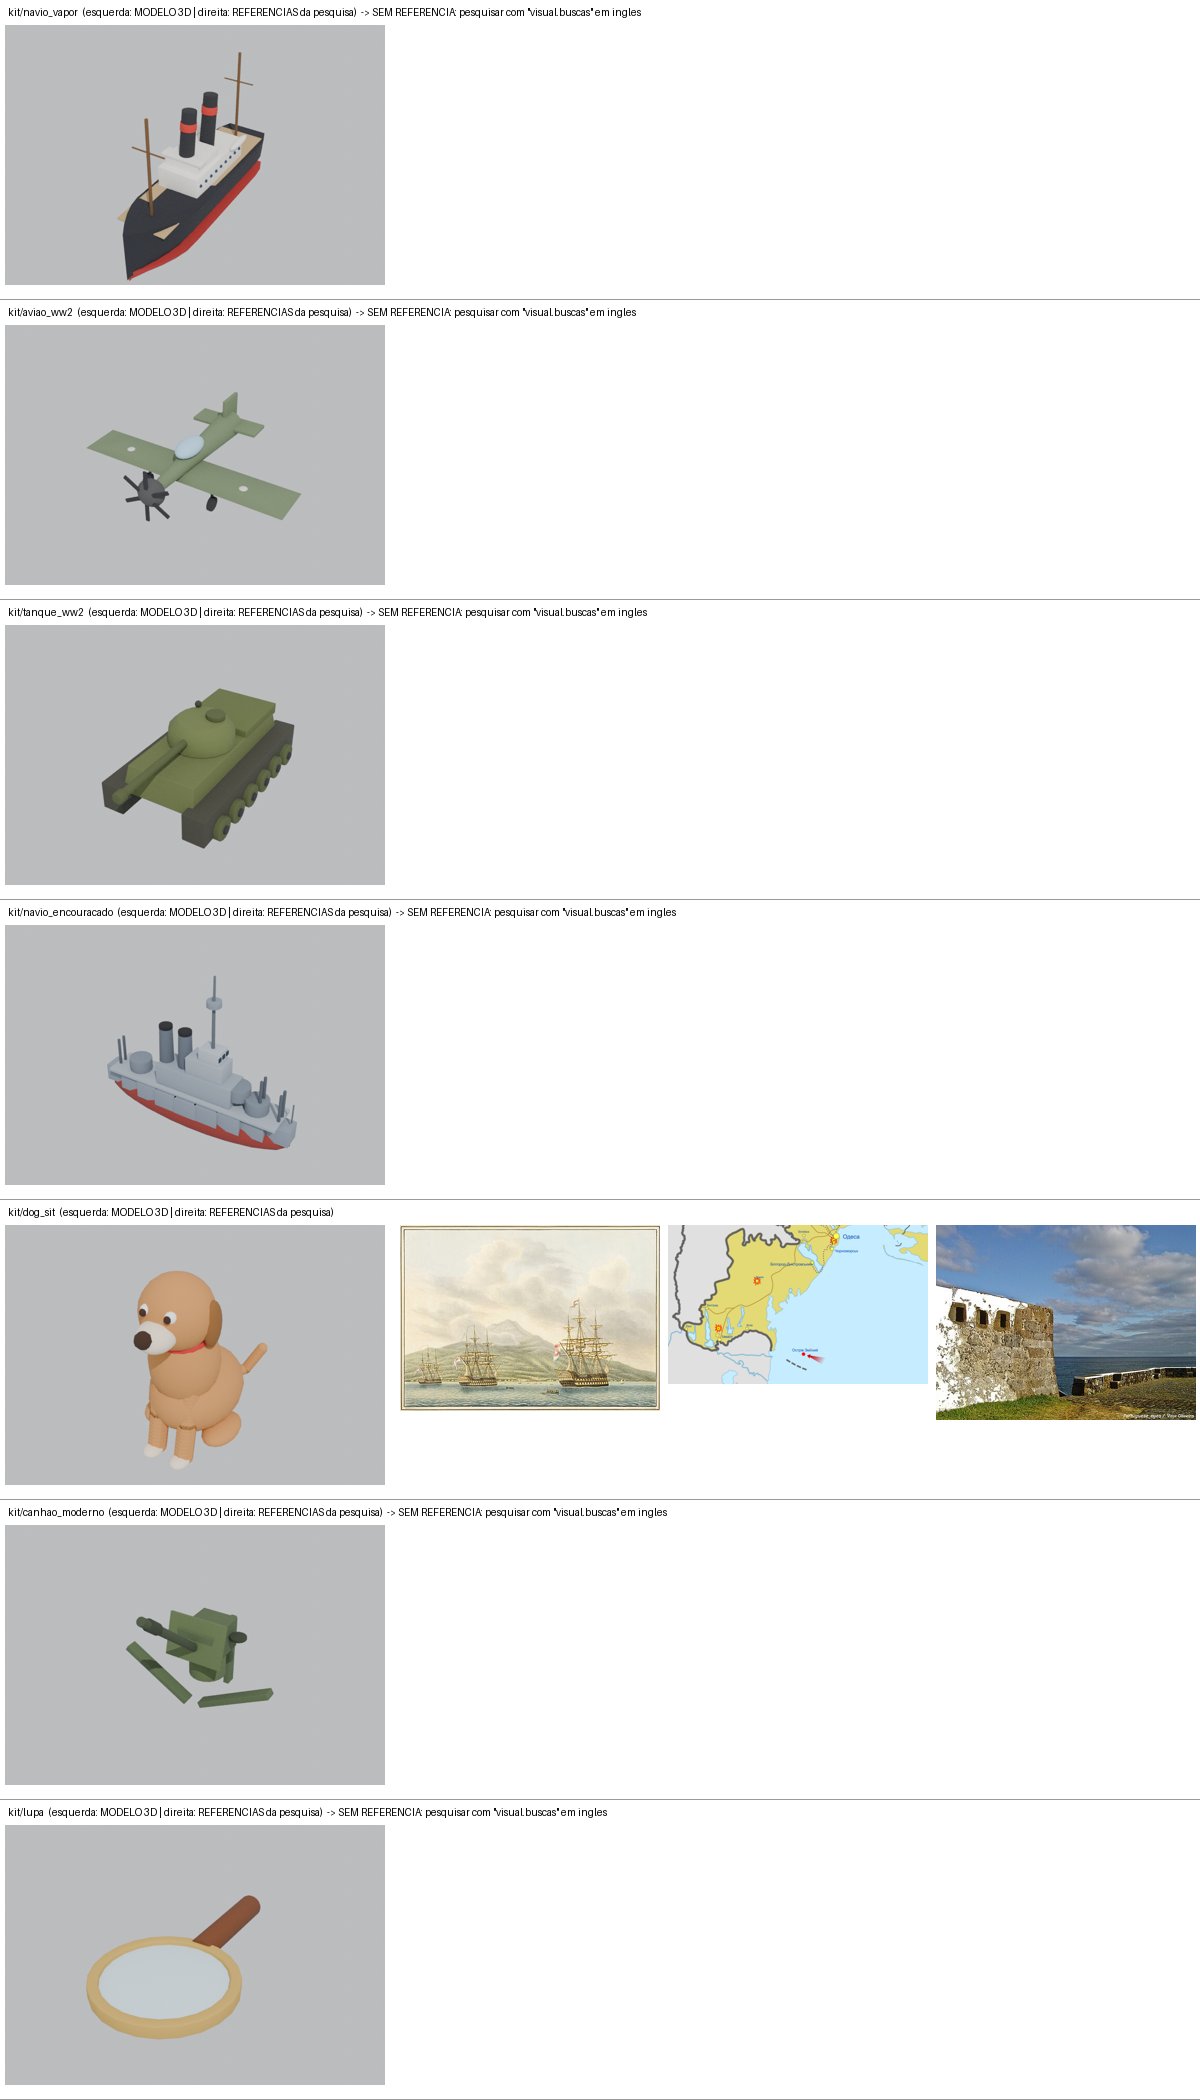 kit/navio_vapor (esquerda: MODELO 3D | direita: REFERENCIAS da pesquisa) -> SEM REFERENCIA: pesquisar com "visual.buscas" em ingles
kit/aviao_ww2 (esquerda: MODELO 3D | direita: REFERENCIAS da pesquisa) -> SEM REFERENCIA: pesquisar com "visual.buscas" em ingles
kit/tanque_ww2 (esquerda: MODELO 3D | direita: REFERENCIAS da pesquisa) -> SEM REFERENCIA: pesquisar com "visual.buscas" em ingles
kit/navio_encouracado (esquerda: MODELO 3D | direita: REFERENCIAS da pesquisa) -> SEM REFERENCIA: pesquisar com "visual.buscas" em ingles
kit/dog_sit (esquerda: MODELO 3D | direita: REFERENCIAS da pesquisa)
Одеса
Чорноморськ
Білгород-Дністровський
kit/canhao_moderno (esquerda: MODELO 3D | direita: REFERENCIAS da pesquisa) -> SEM REFERENCIA: pesquisar com "visual.buscas" em ingles
kit/lupa (esquerda: MODELO 3D | direita: REFERENCIAS da pesquisa) -> SEM REFERENCIA: pesquisar com "visual.buscas" em ingles